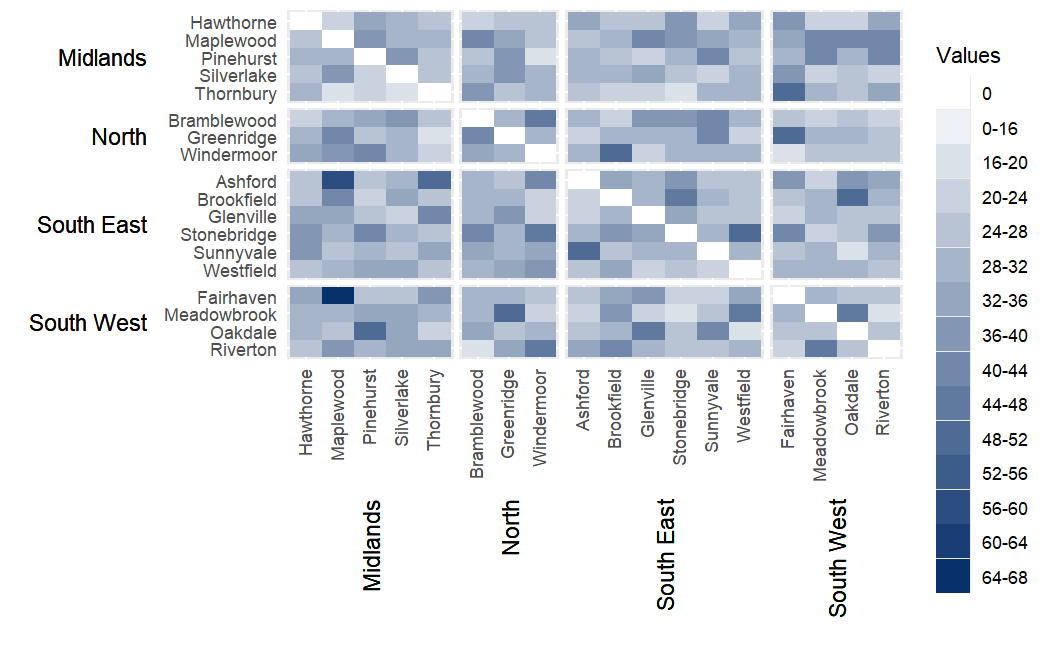 Midlands
Hawthorne
Maplewood
Pinehurst
Silverlake
Thornbury
North
Bramblewood
Greenridge
Windermoor
South East
Ashford
Brookfield
Glenville
Stonebridge
Sunnyvale
Westfield
South West
Fairhaven
Meadowbrook
Oakdale
Riverton
Hawthorne
Maplewood
Pinehurst
Silverlake
Thornbury
Bramblewood
Greenridge
Windermoor
Ashford
Brookfield
Glenville
Stonebridge
Sunnyvale
Westfield
Fairhaven
Meadowbrook
Oakdale
Riverton
Midlands
North
South East
South West
Values
0
0-16
16-20
20-24
24-28
28-32
32-36
36-40
40-44
44-48
48-52
52-56
56-60
60-64
64-68